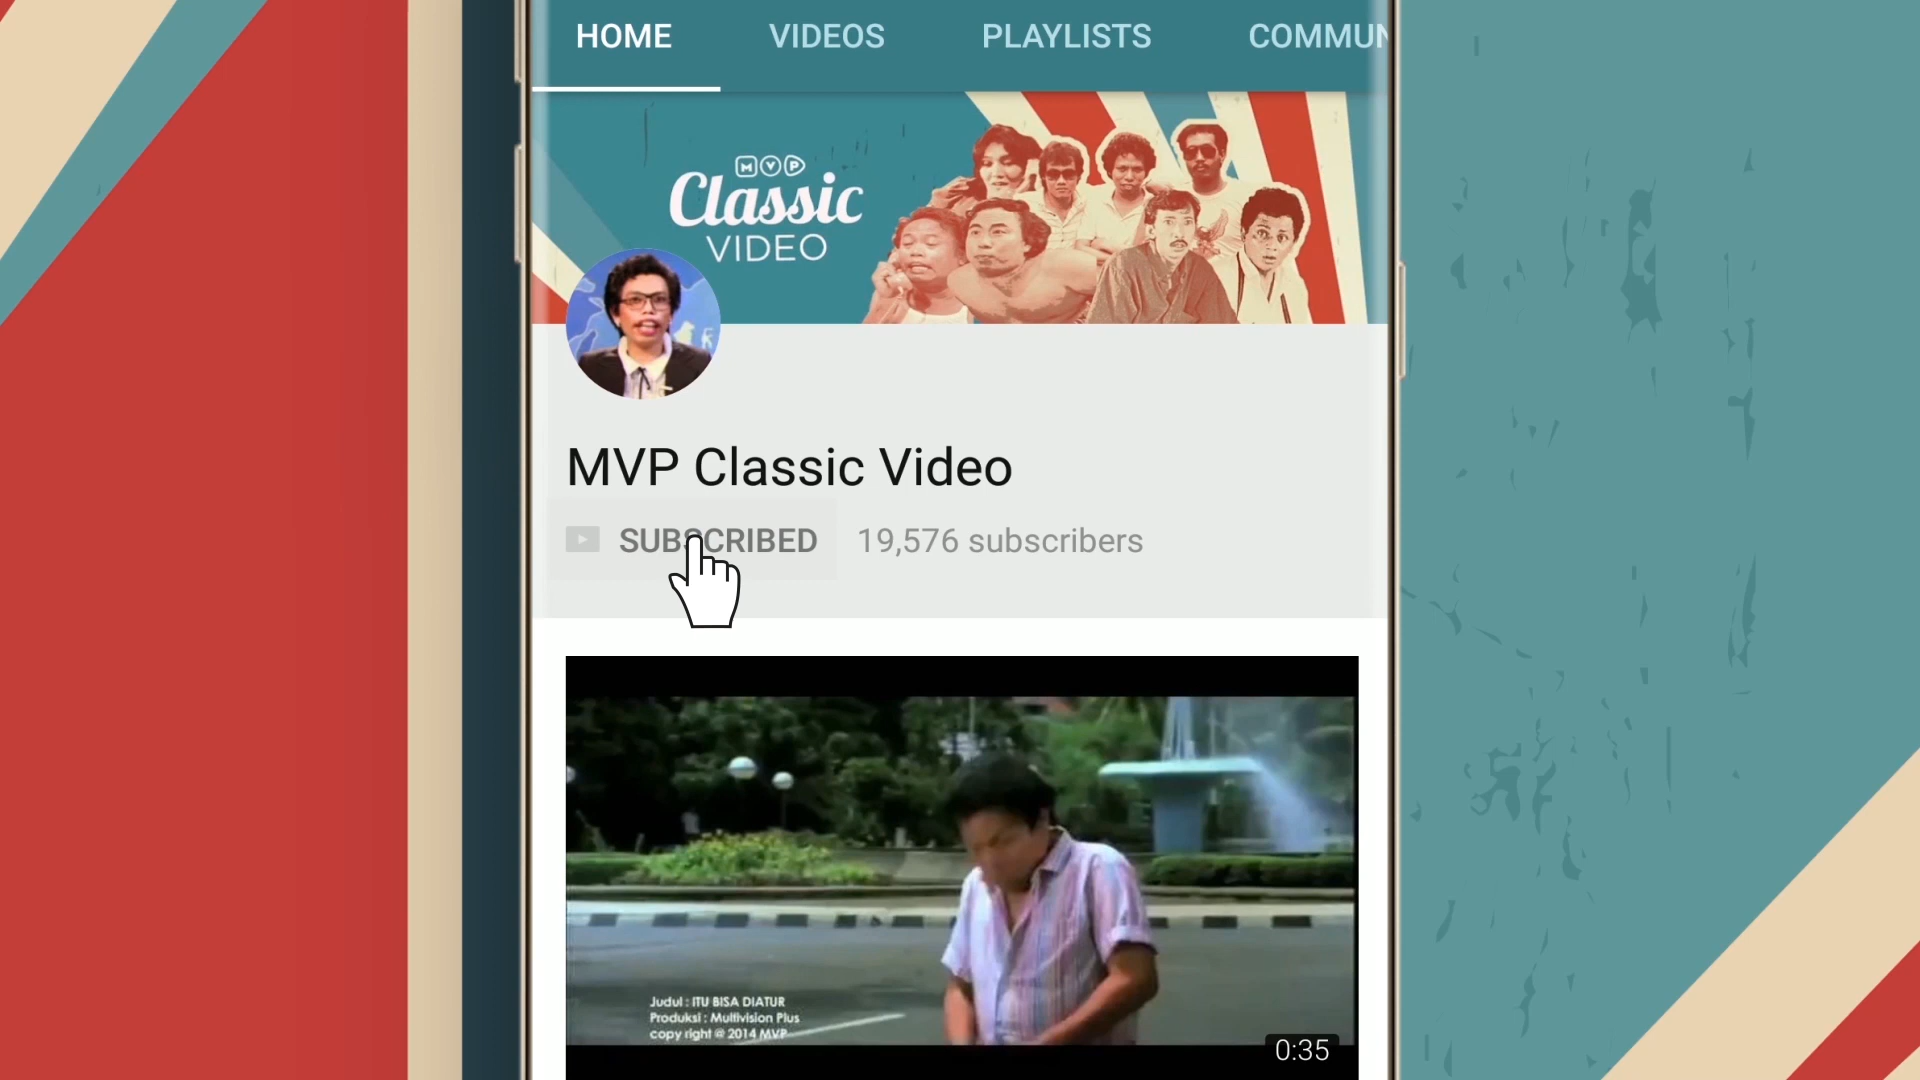 HOME VIDEOS PLAYLISTS COMMUN
MVP
Classic
VIDEO
MVP Classic Video
SUBSCRIBED 19,576 subscribers
Judul : ITU BISA DIATUR
Produksi : Multivision Plus
copy right @ 2014 MVP
0:35